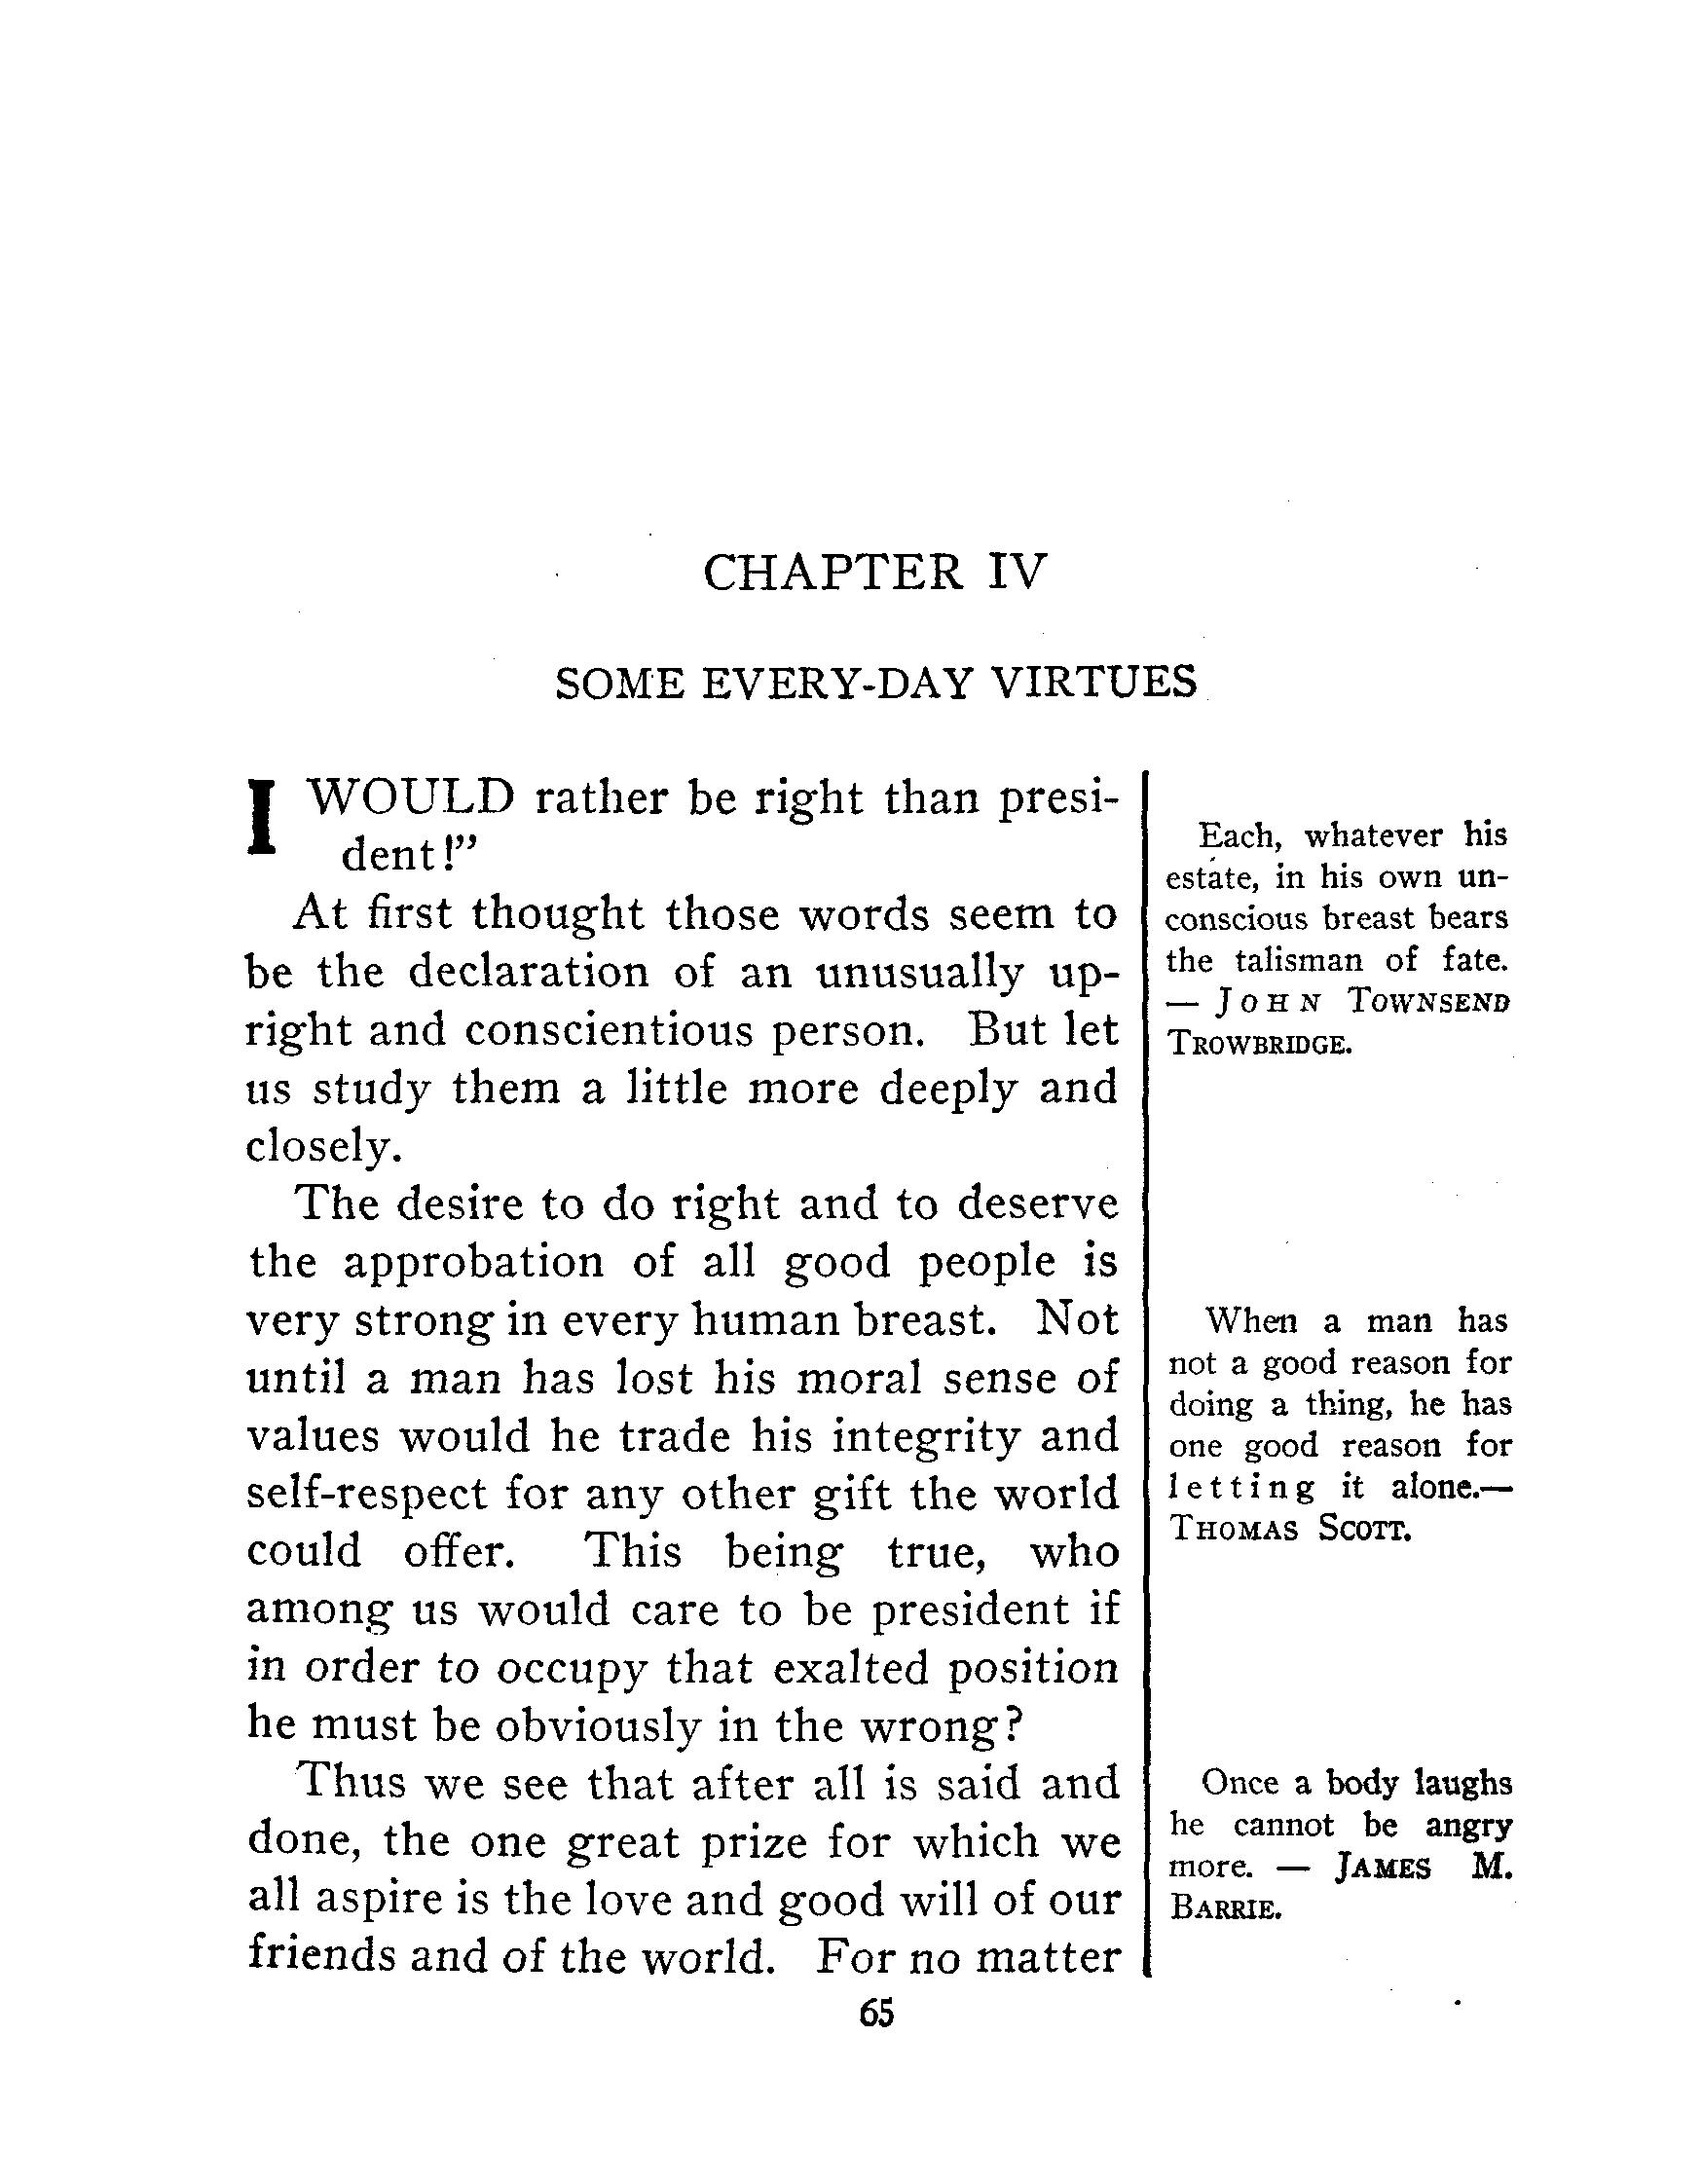 CHAPTER IV
SOME EVERY-DAY VIRTUES
I WOULD rather be right than presi-
dent!”
At first thought those words seem to
be the declaration of an unusually up-
right and conscientious person. But let
us study them a little more deeply and
closely.
The desire to do right and to deserve
the approbation of all good people is
very strong in every human breast. Not
until a man has lost his moral sense of
values would he trade his integrity and
self-respect for any other gift the world
could offer. This being true, who
among us would care to be president if
in order to occupy that exalted position
he must be obviously in the wrong?
Thus we see that after all is said and
done, the one great prize for which we
all aspire is the love and good will of our
friends and of the world. For no matter
Each, whatever his
estate, in his own un-
conscious breast bears
the talisman of fate.
— JOHN TOWNSEND
TROWBRIDGE.
When a man has
not a good reason for
doing a thing, he has
one good reason for
letting it alone.—
THOMAS SCOTT.
Once a body laughs
he cannot be angry
more. — JAMES M.
BARRIE.
65